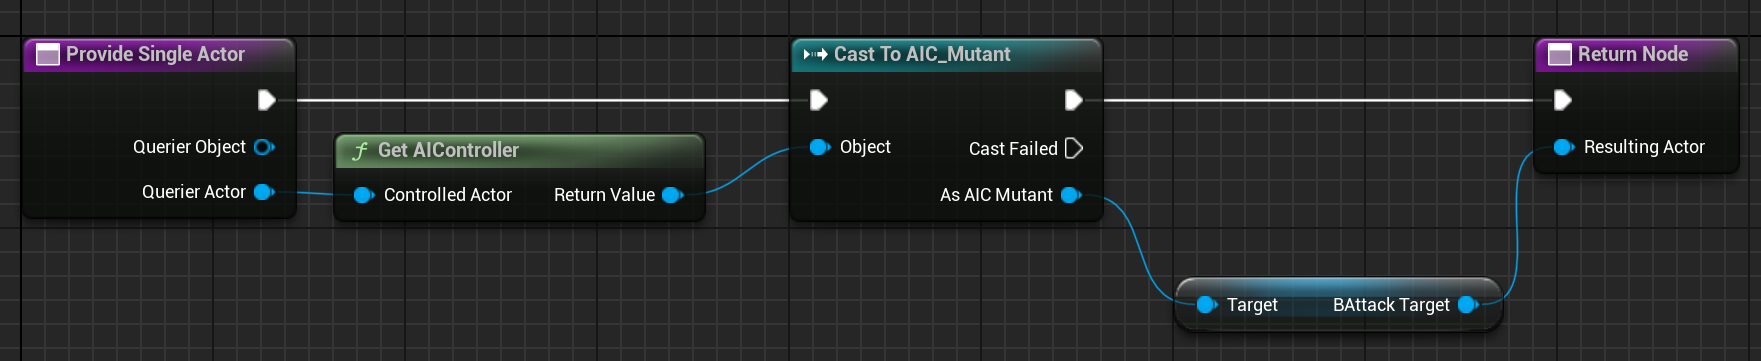 Provide Single Actor
Querier Object
Querier Actor
f Get AIController
Controlled Actor Return Value
Cast To AIC_Mutant
Object Cast Failed
As AIC Mutant
Target BAttack Target
Return Node
Resulting Actor